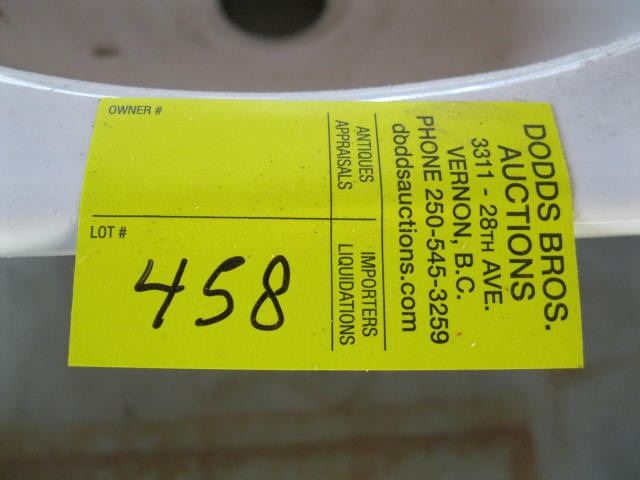 OWNER #
LOT #
458
DODDS BROS.
AUCTIONS
3311 - 28TH AVE.
VERNON, B.C.
PHONE 250-545-3259
dbddsauctions.com
ANTIQUES
APPRAISALS
IMPORTERS
LIQUIDATIONS